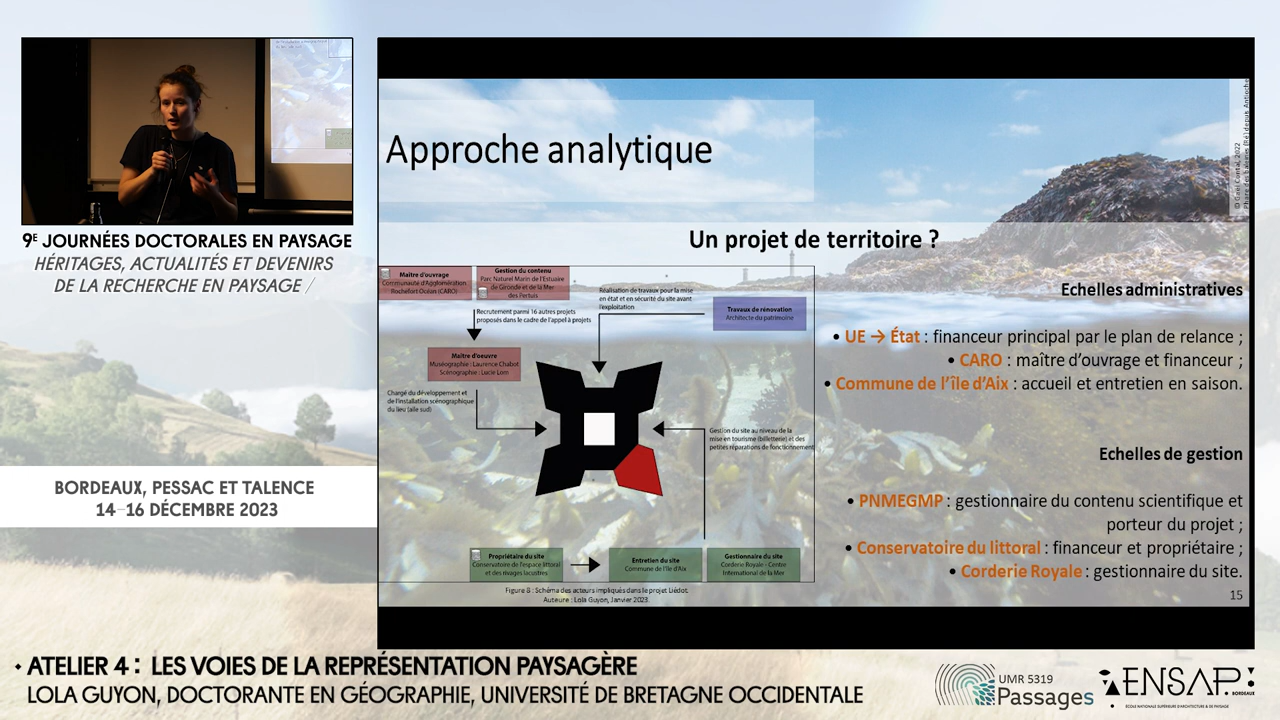 9E JOURNÉES DOCTORALES EN PAYSAGE
HÉRITAGES, ACTUALITÉS ET DEVENIRS
DE LA RECHERCHE EN PAYSAGE /
BORDEAUX, PESSAC ET TALENCE
14–16 DÉCEMBRE 2023
Approche analytique
© Gaël Contal, 2022
Un projet de territoire ?
Maître d'ouvrage
Communauté d'Agglomération
Rochefort Océan (CARO)
Gestion du contenu
Parc Naturel Marin de l'Estuaire
de Gironde et de la Mer
des Pertuis
Recrutement parmi 16 autres projets
proposés dans le cadre de l'appel à projets
Réalisation de travaux pour la mise
en état et en sécurité du site avant
l'exploitation
Travaux de rénovation
Architecte du patrimoine
Maître d'oeuvre
Muséographie : Laurence Chabot
Scénographie : Lucie Lom
Chargé du développement et
de l'installation scénographique
du lieu (aile sud)
Gestion du site au niveau de la
mise en tourisme (billetterie) et des
petites réparations de fonctionnement
Propriétaire du site
Conservatoire de l'espace littoral
et des rivages lacustres
Entretien du site
Commune de l'île d'Aix
Gestionnaire du site
Corderie Royale - Centre
International de la Mer
Figure 8 : Schéma des acteurs impliqués dans le projet Liédot.
Auteure : Lola Guyon, Janvier 2023.
Echelles administratives
• UE → État : financeur principal par le plan de relance ;
• CARO : maître d'ouvrage et financeur ;
• Commune de l'île d'Aix : accueil et entretien en saison.
Echelles de gestion
• PNMEGMP : gestionnaire du contenu scientifique et
porteur du projet ;
• Conservatoire du littoral : financeur et propriétaire ;
• Corderie Royale : gestionnaire du site.
15
ATELIER 4 : LES VOIES DE LA REPRÉSENTATION PAYSAGÈRE
LOLA GUYON, DOCTORANTE EN GÉOGRAPHIE, UNIVERSITÉ DE BRETAGNE OCCIDENTALE
UMR 5319
Passages
ENSAP
BORDEAUX
ÉCOLE NATIONALE SUPÉRIEURE D'ARCHITECTURE & DE PAYSAGE